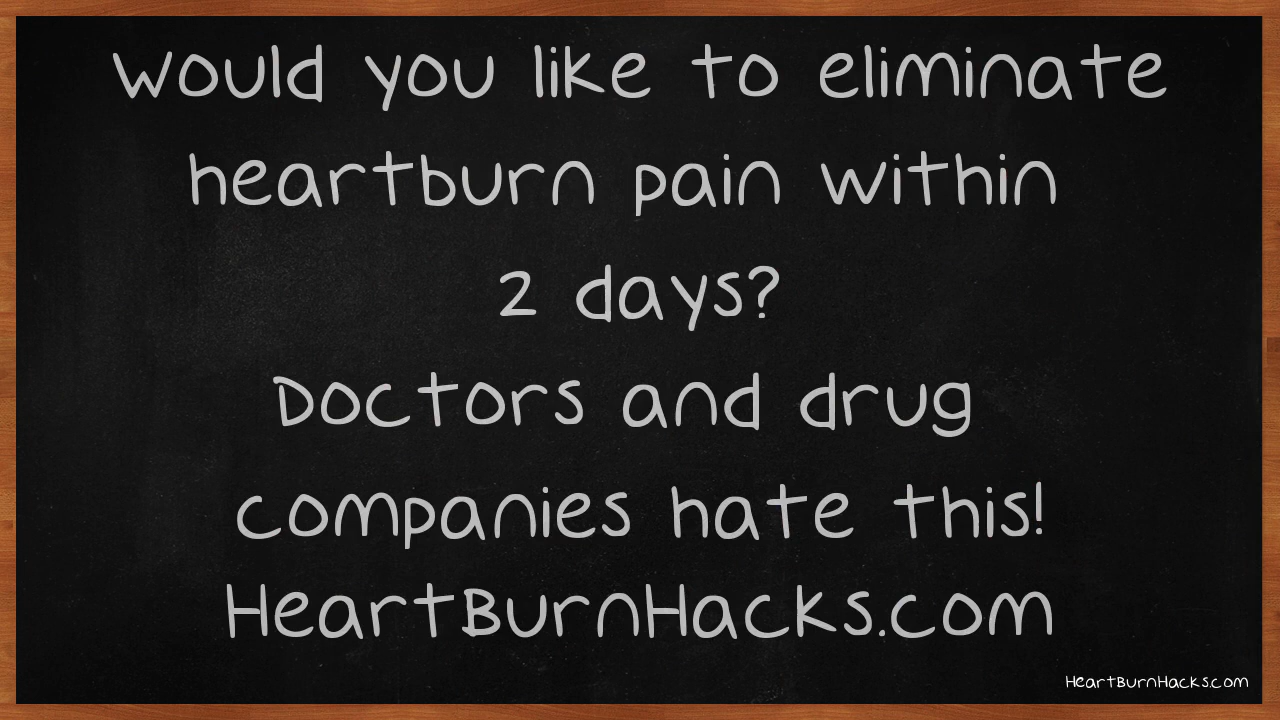 Would you like to eliminate
heartburn pain within
2 days?
Doctors and drug
companies hate this!
HeartBurnHacks.com
HeartBurnHacks.com